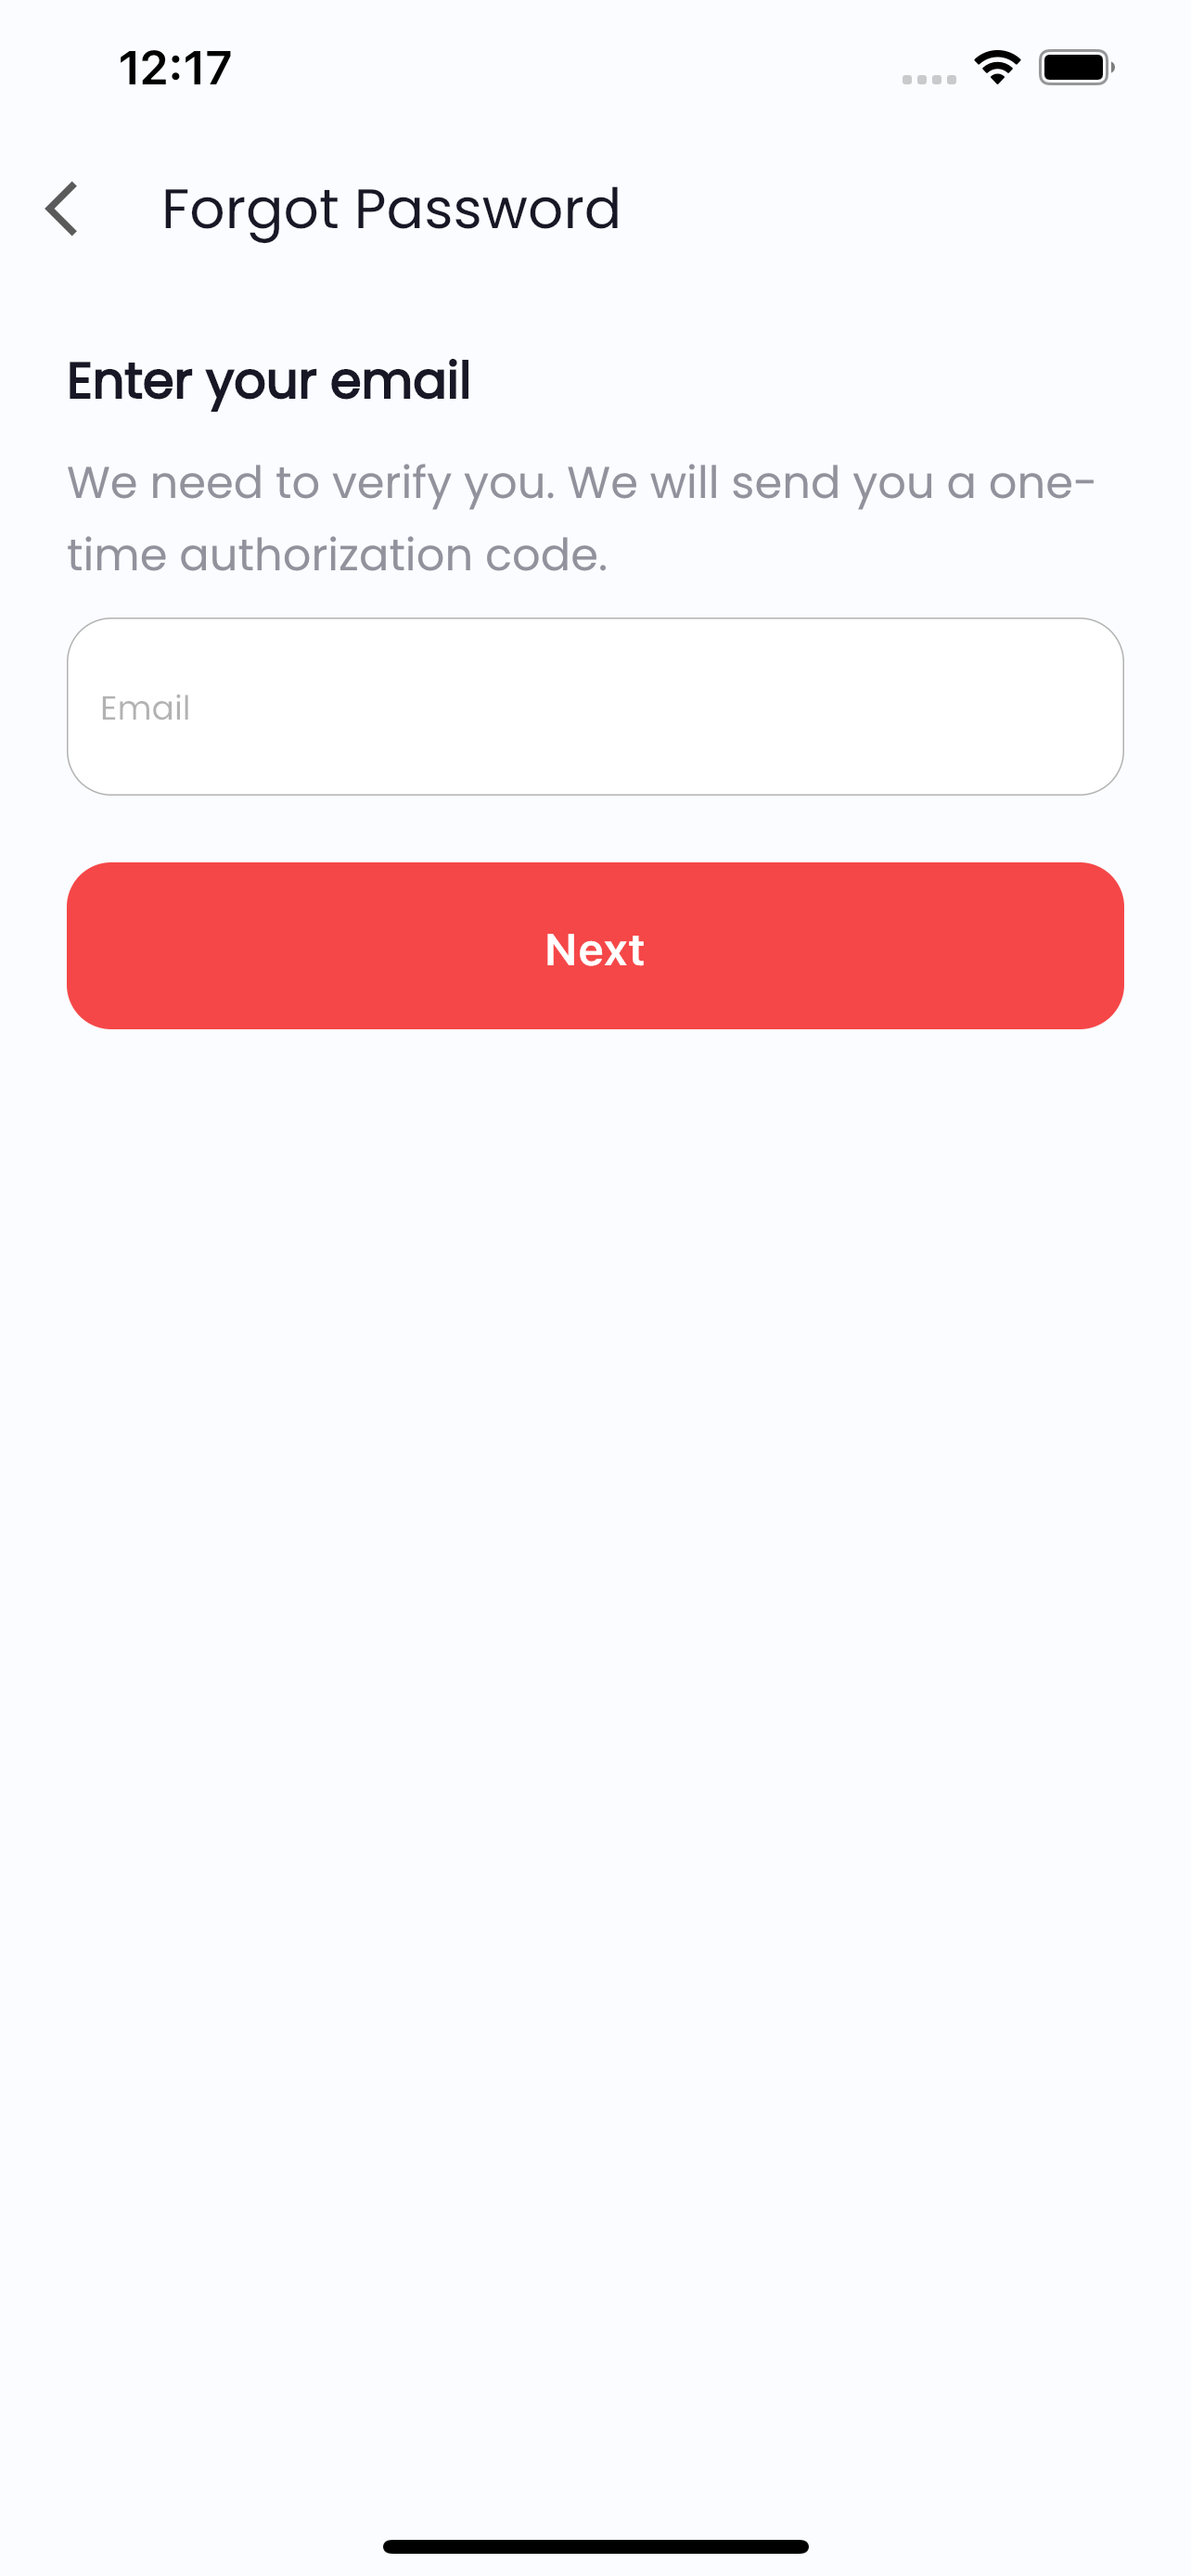 12:17
Forgot Password
Enter your email
We need to verify you. We will send you a one-
time authorization code.
Email
Next